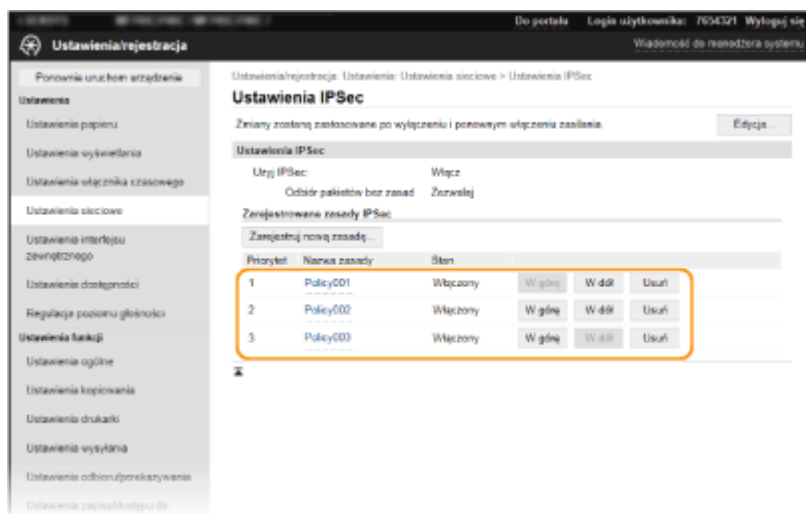 Do portalu Login użytkownika: 7654321 Wyloguj się
Ustawienia/rejestracja
Wiadomość do menedżera systemu
Ponownie uruchom urządzenie
Ustawienia
Ustawienia papieru
Ustawienia wyświetlania
Ustawienia włącznika czasowego
Ustawienia sieciowe
Ustawienia interfejsu
zewnętrznego
Ustawienia dostępności
Regulacja poziomu głośności
Ustawienia funkcji
Ustawienia ogólne
Ustawienia kopiowania
Ustawienia drukarki
Ustawienia wysyłania
Ustawienia odbioru/przekazywania
Ustawienia zapisu/dostępu do
Ustawienia/rejestracja: Ustawienia: Ustawienia sieciowe > Ustawienia IPSec
Ustawienia IPSec
Zmiany zostaną zastosowane po wyłączeniu i ponownym włączeniu zasilania.
Edycja...
Ustawienia IPSec
Użyj IPSec: Włącz
Odbiór pakietów bez zasad Zezwalaj
Zarejestrowane zasady IPSec
Zarejestruj nową zasadę...
Priorytet Nazwa zasady Stan
1 Policy001 Włączony W górę W dół Usuń
2 Policy002 Włączony W górę W dół Usuń
3 Policy003 Włączony W górę W dół Usuń